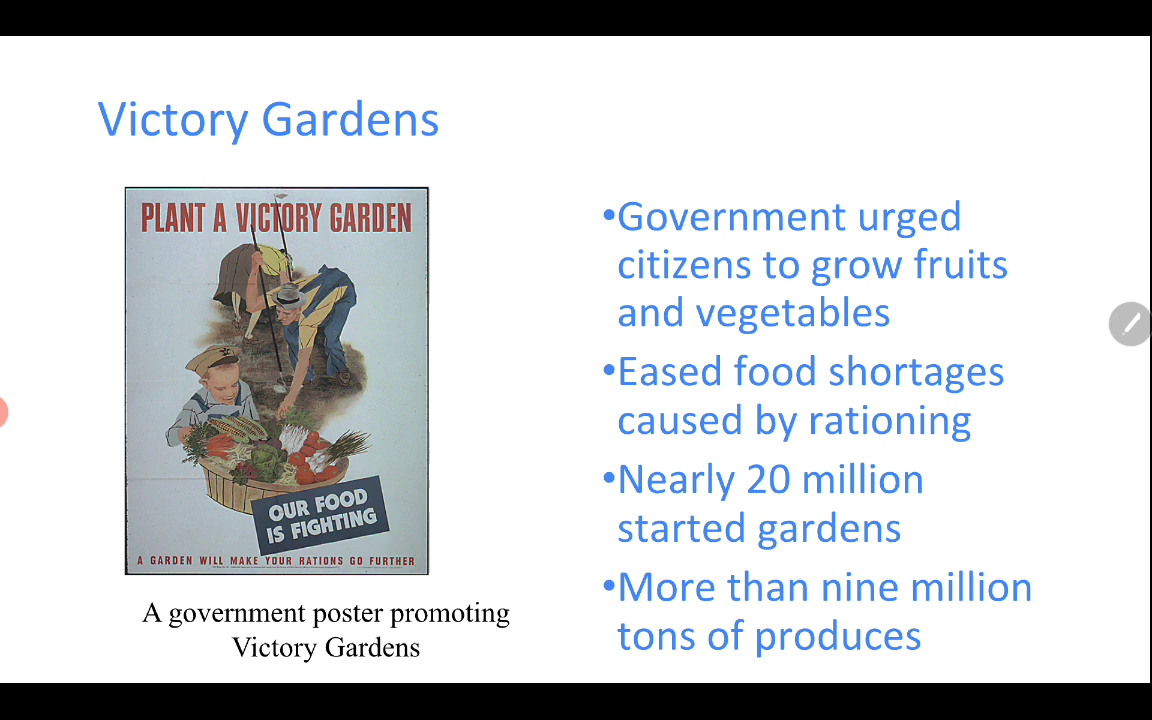 Victory Gardens
PLANT A VICTORY GARDEN
OUR FOOD
IS FIGHTING
A GARDEN WILL MAKE YOUR RATIONS GO FURTHER
A government poster promoting
Victory Gardens
•Government urged
citizens to grow fruits
and vegetables
•Eased food shortages
caused by rationing
•Nearly 20 million
started gardens
•More than nine million
tons of produces